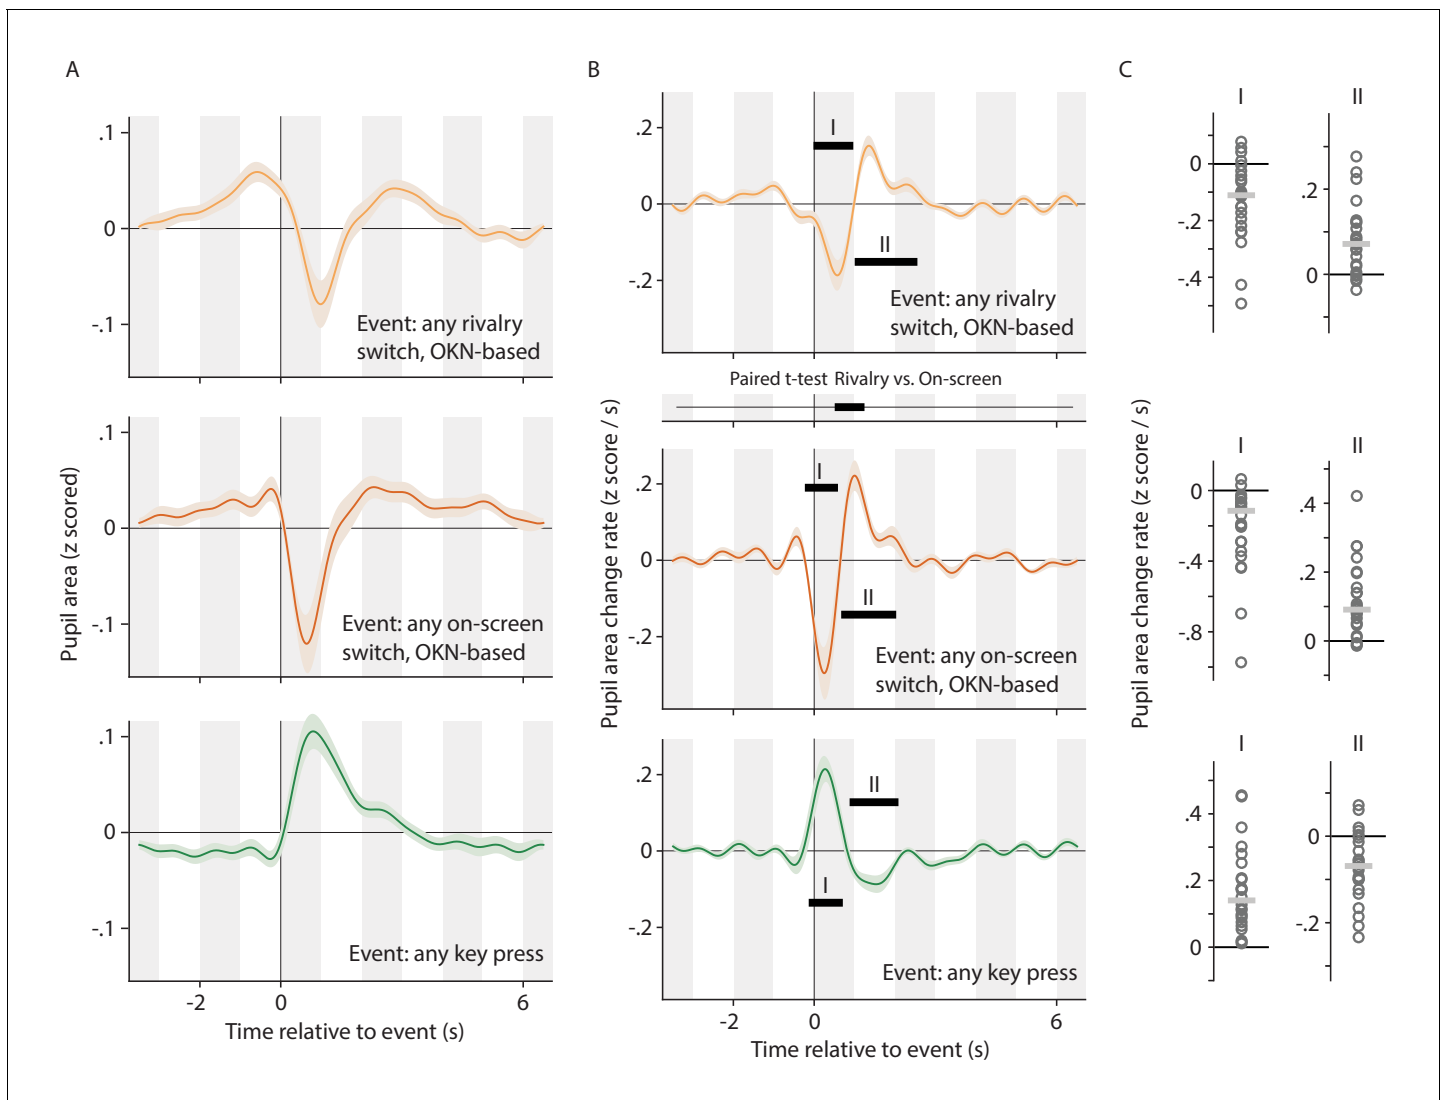 A
Pupil area (z scored)
.1
0
-.1
Event: any rivalry
switch, OKN-based
.1
0
-.1
Event: any on-screen
switch, OKN-based
.1
0
-.1
Event: any key press
-2 0 6
Time relative to event (s)
B
Pupil area change rate (z score / s)
.2
0
-.2
I
II
Event: any rivalry
switch, OKN-based
Paired t-test Rivalry vs. On-screen
.2
0
-.2
I
II
Event: any on-screen
switch, OKN-based
.2
0
-.2
II
I
Event: any key press
-2 0 6
Time relative to event (s)
C
Pupil area change rate (z score / s)
I
0
-.2
-.4
II
.2
0
I
0
-.4
-.8
II
.4
.2
0
I
.4
.2
0
II
0
-.2